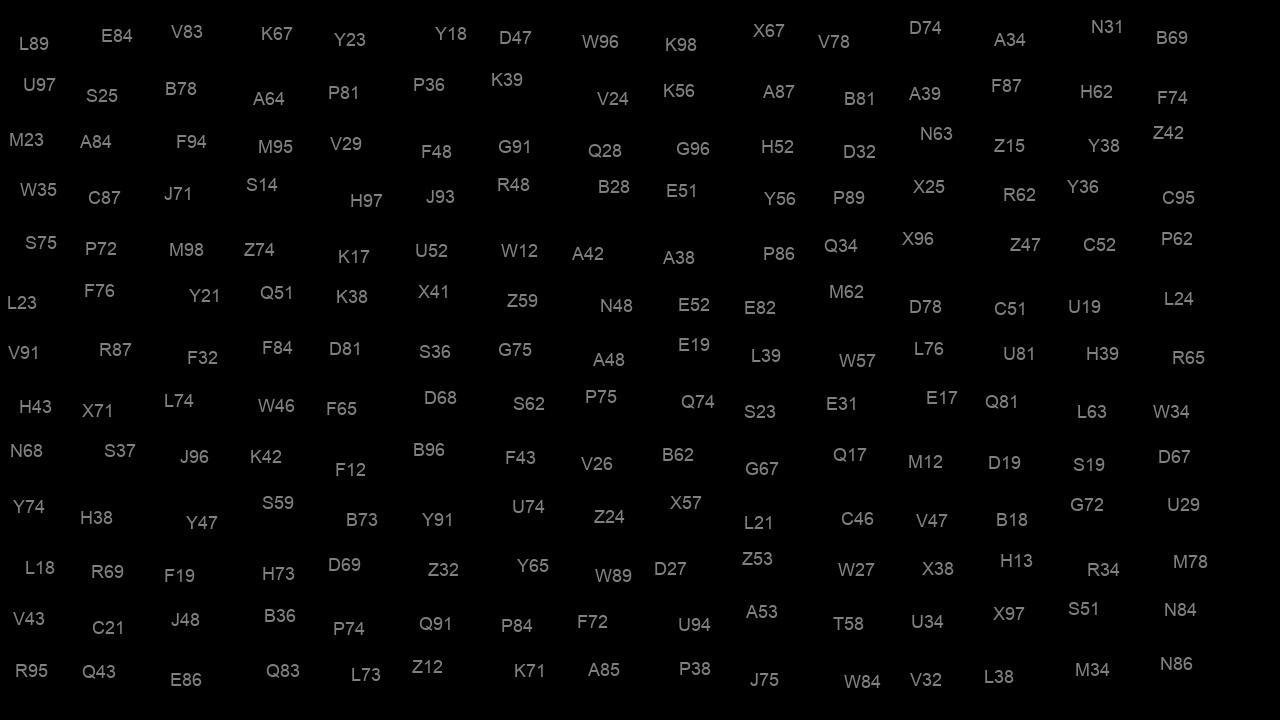 L89 E84 V83 K67 Y23 Y18 D47 W96 K98 X67 V78 D74 A34 N31 B69
U97 S25 B78 A64 P81 P36 K39 V24 K56 A87 B81 A39 F87 H62 F74
M23 A84 F94 M95 V29 F48 G91 Q28 G96 H52 D32 N63 Z15 Y38 Z42
W35 C87 J71 S14 H97 J93 R48 B28 E51 Y56 P89 X25 R62 Y36 C95
S75 P72 M98 Z74 K17 U52 W12 A42 A38 P86 Q34 X96 Z47 C52 P62
L23 F76 Y21 Q51 K38 X41 Z59 N48 E52 E82 M62 D78 C51 U19 L24
V91 R87 F32 F84 D81 S36 G75 A48 E19 L39 W57 L76 U81 H39 R65
H43 X71 L74 W46 F65 D68 S62 P75 Q74 S23 E31 E17 Q81 L63 W34
N68 S37 J96 K42 F12 B96 F43 V26 B62 G67 Q17 M12 D19 S19 D67
Y74 H38 Y47 S59 B73 Y91 U74 Z24 X57 L21 C46 V47 B18 G72 U29
L18 R69 F19 H73 D69 Z32 Y65 W89 D27 Z53 W27 X38 H13 R34 M78
V43 C21 J48 B36 P74 Q91 P84 F72 U94 A53 T58 U34 X97 S51 N84
R95 Q43 E86 Q83 L73 Z12 K71 A85 P38 J75 W84 V32 L38 M34 N86